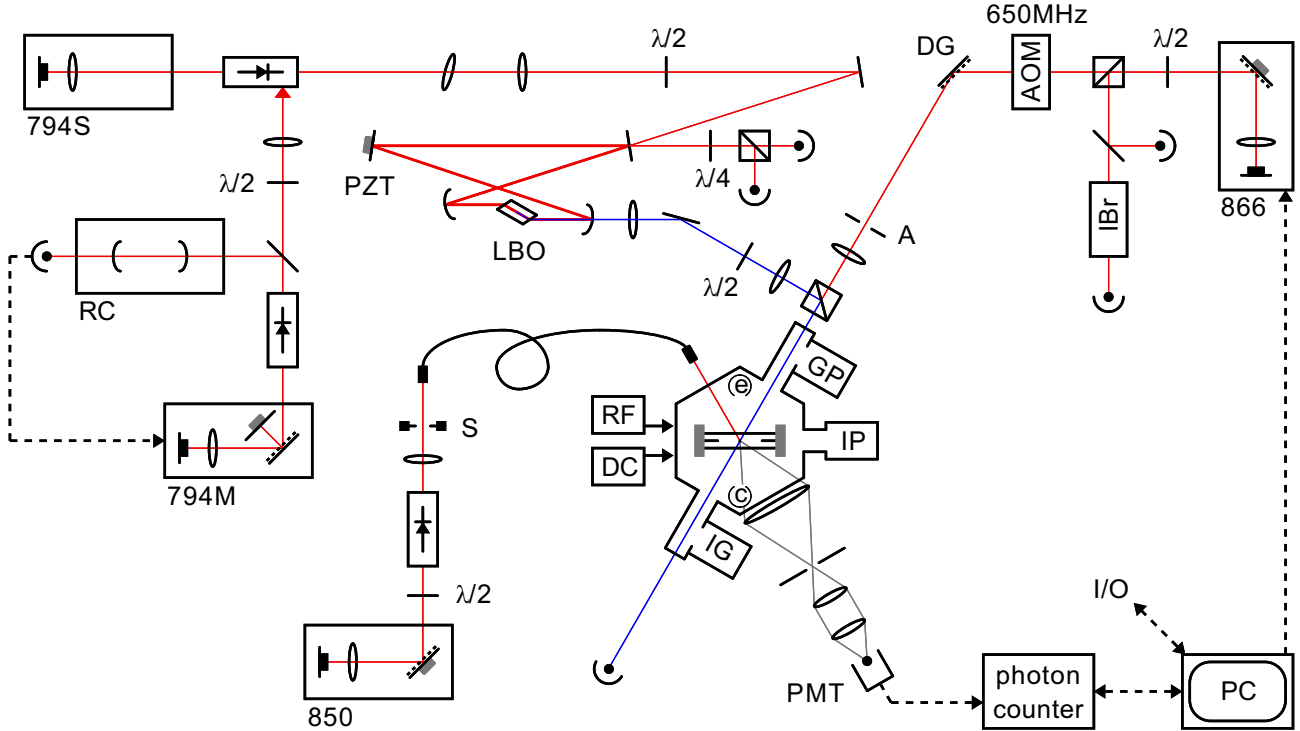 650MHz
λ/2
DG
λ/2
AOM
794S
λ/2
PZT
λ/4
866
IBr
A
LBO
λ/2
RC
e
GP
RF
S
IP
DC
794M
c
IG
I/O
λ/2
PMT
photon
counter
PC
850